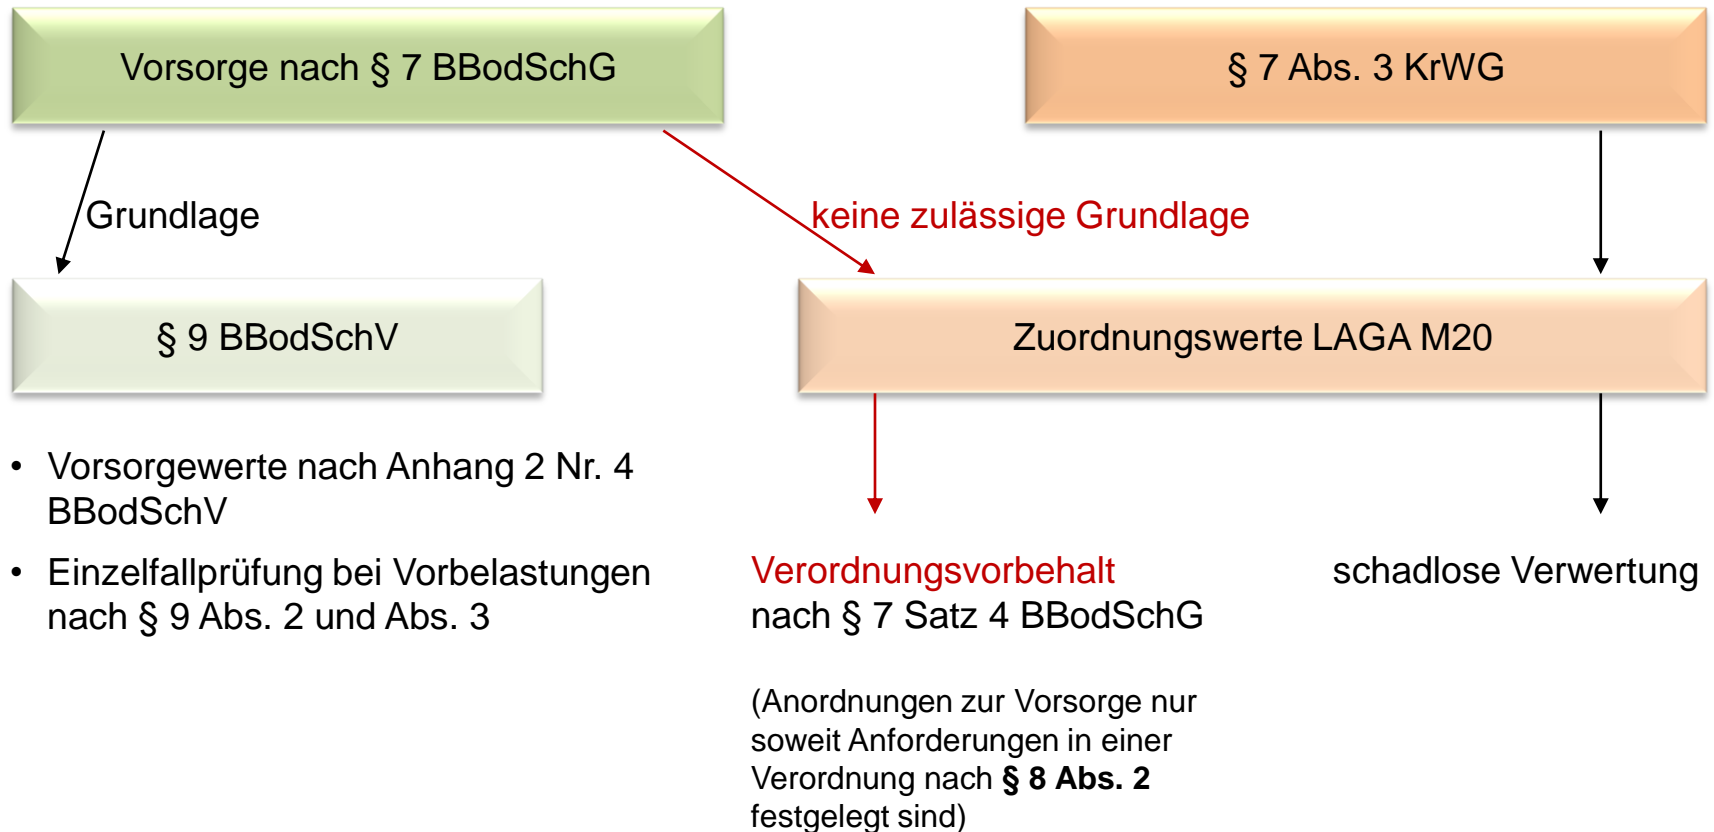 Vorsorge nach § 7 BBodSchG
§ 7 Abs. 3 KrWG
Grundlage
keine zulässige Grundlage
§ 9 BBodSchV
Zuordnungswerte LAGA M20
• Vorsorgewerte nach Anhang 2 Nr. 4
BBodSchV
• Einzelfallprüfung bei Vorbelastungen
nach § 9 Abs. 2 und Abs. 3
Verordnungsvorbehalt
nach § 7 Satz 4 BBodSchG
(Anordnungen zur Vorsorge nur
soweit Anforderungen in einer
Verordnung nach § 8 Abs. 2
festgelegt sind)
schadlose Verwertung